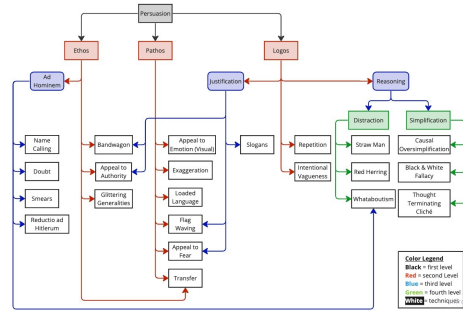 Persuasion
Ethos
Pathos
Logos
Ad
Hominem
Justification
Reasoning
Distraction
Simplification
Name
Calling
Doubt
Smears
Reductio ad
Hitlerum
Bandwagon
Appeal to
Authority
Glittering
Generalities
Appeal to
Emotion (Visual)
Exaggeration
Loaded
Language
Flag
Waving
Appeal to
Fear
Transfer
Slogans
Repetition
Intentional
Vagueness
Straw Man
Red Herring
Whataboutism
Causal
Oversimplification
Black & White
Fallacy
Thought
Terminating
Cliché
Color Legend
Black = first level
Red = second Level
Blue = third level
Green = fourth level
White = techniques